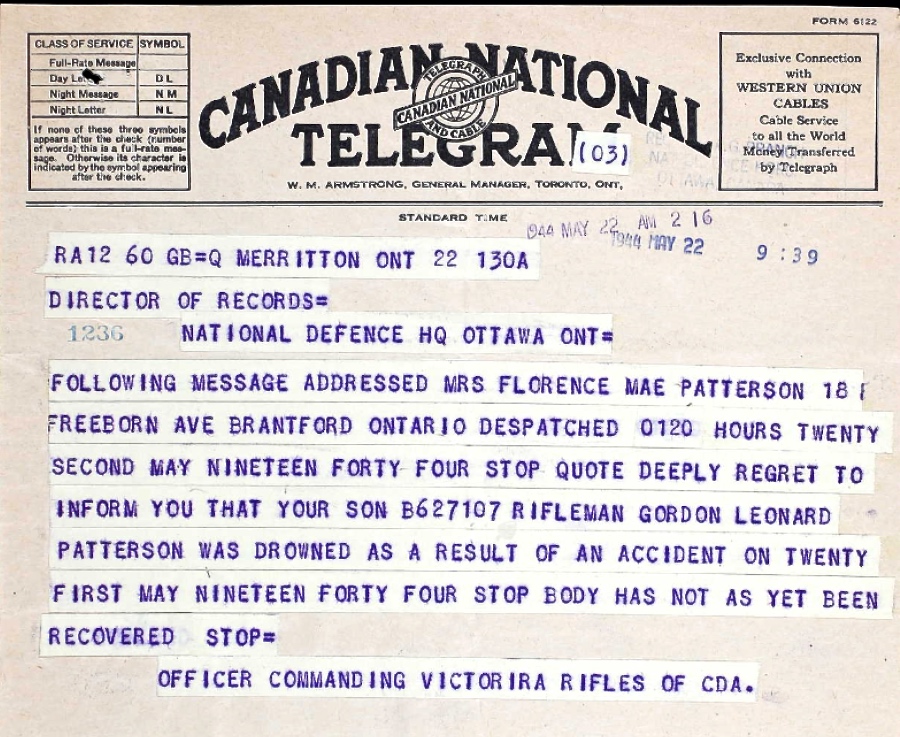 FORM 6122
CLASS OF SERVICE SYMBOL
Full-Rate Message
Day D L
Night Message N M
Night Letter N L
If none of these three symbols
appears after the check (number
of words) this is a full-rate mes-
sage. Otherwise its character is
indicated by the symbol appearing
after the check.
CANADIAN NATIONAL
TELEGRAPH
CANADIAN NATIONAL
AND CABLE
TELEGRAM
(03)
W. M. ARMSTRONG, GENERAL MANAGER, TORONTO, ONT,
Exclusive Connection
with
WESTERN UNION
CABLES
Cable Service
to all the World
Money Transferred
by Telegraph
STANDARD TIME
1944 MAY 22 AM 2 16
1944 MAY 22 9:39
RA12 60 GB=Q MERRITTON ONT 22 130A
DIRECTOR OF RECORDS=
1236 NATIONAL DEFENCE HQ OTTAWA ONT=
FOLLOWING MESSAGE ADDRESSED MRS FLORENCE MAE PATTERSON 18
FREEBORN AVE BRANTFORD ONTARIO DESPATCHED 0120 HOURS TWENTY
SECOND MAY NINETEEN FORTY FOUR STOP QUOTE DEEPLY REGRET TO
INFORM YOU THAT YOUR SON B627107 RIFLEMAN GORDON LEONARD
PATTERSON WAS DROWNED AS A RESULT OF AN ACCIDENT ON TWENTY
FIRST MAY NINETEEN FORTY FOUR STOP BODY HAS NOT AS YET BEEN
RECOVERED STOP=
OFFICER COMMANDING VICTORIRA RIFLES OF CDA.